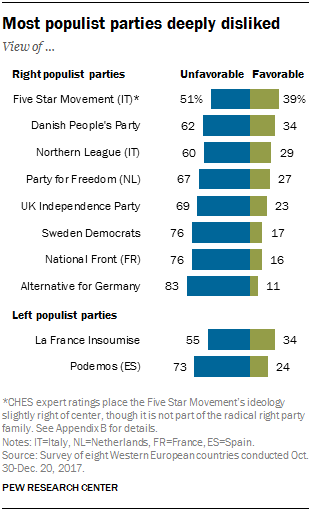 Most populist parties deeply disliked
View of ...
Right populist parties Unfavorable Favorable
Five Star Movement (IT)* 51% 39%
Danish People's Party 62 34
Northern League (IT) 60 29
Party for Freedom (NL) 67 27
UK Independence Party 69 23
Sweden Democrats 76 17
National Front (FR) 76 16
Alternative for Germany 83 11
Left populist parties
La France Insoumise 55 34
Podemos (ES) 73 24
*CHES expert ratings place the Five Star Movement's ideology
slightly right of center, though it is not part of the radical right party
family. See Appendix B for details.
Notes: IT=Italy, NL=Netherlands, FR=France, ES=Spain.
Source: Survey of eight Western European countries conducted Oct.
30-Dec. 20, 2017.
PEW RESEARCH CENTER